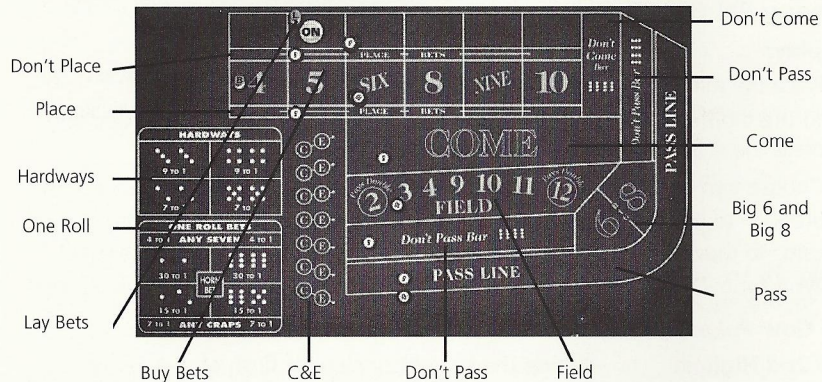 Don't Come
ON
PLACE BETS
Don't Place
Don't Come Bar
Don't Pass Bar
Don't Pass
4 5 SIX 8 NINE 10
Place
PLACE BETS
PASS LINE
HARDWAYS
COME
Come
9 to 1 9 to 1
Hardways
7 to 1 7 to 1
C E
C E
C E
C E
C E
C E
C E
Pays Double 2 3 4 9 10 11 Pays Double 12
FIELD
8
6
Big 6 and
Big 8
One Roll
ONE ROLL BET
4 to 1 ANY SEVEN 4 to 1
Don't Pass Bar
30 TO 1 30 TO 1
HORN
BET
PASS LINE
Pass
15 TO 1 15 TO 1
Lay Bets
7 to 1 ANY CRAPS 7 to 1
Buy Bets
C&E
Don't Pass
Field